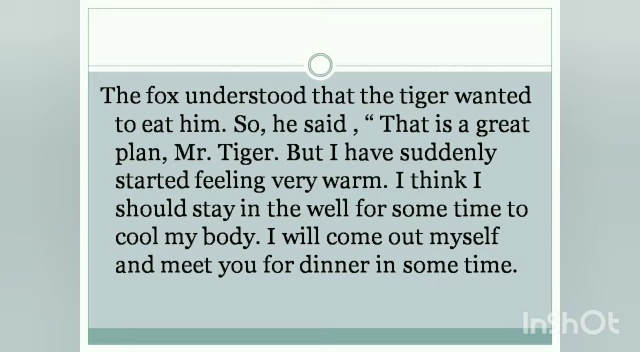 The fox understood that the tiger wanted
to eat him. So, he said , “ That is a great
plan, Mr. Tiger. But I have suddenly
started feeling very warm. I think I
should stay in the well for some time to
cool my body. I will come out myself
and meet you for dinner in some time.
InShOt